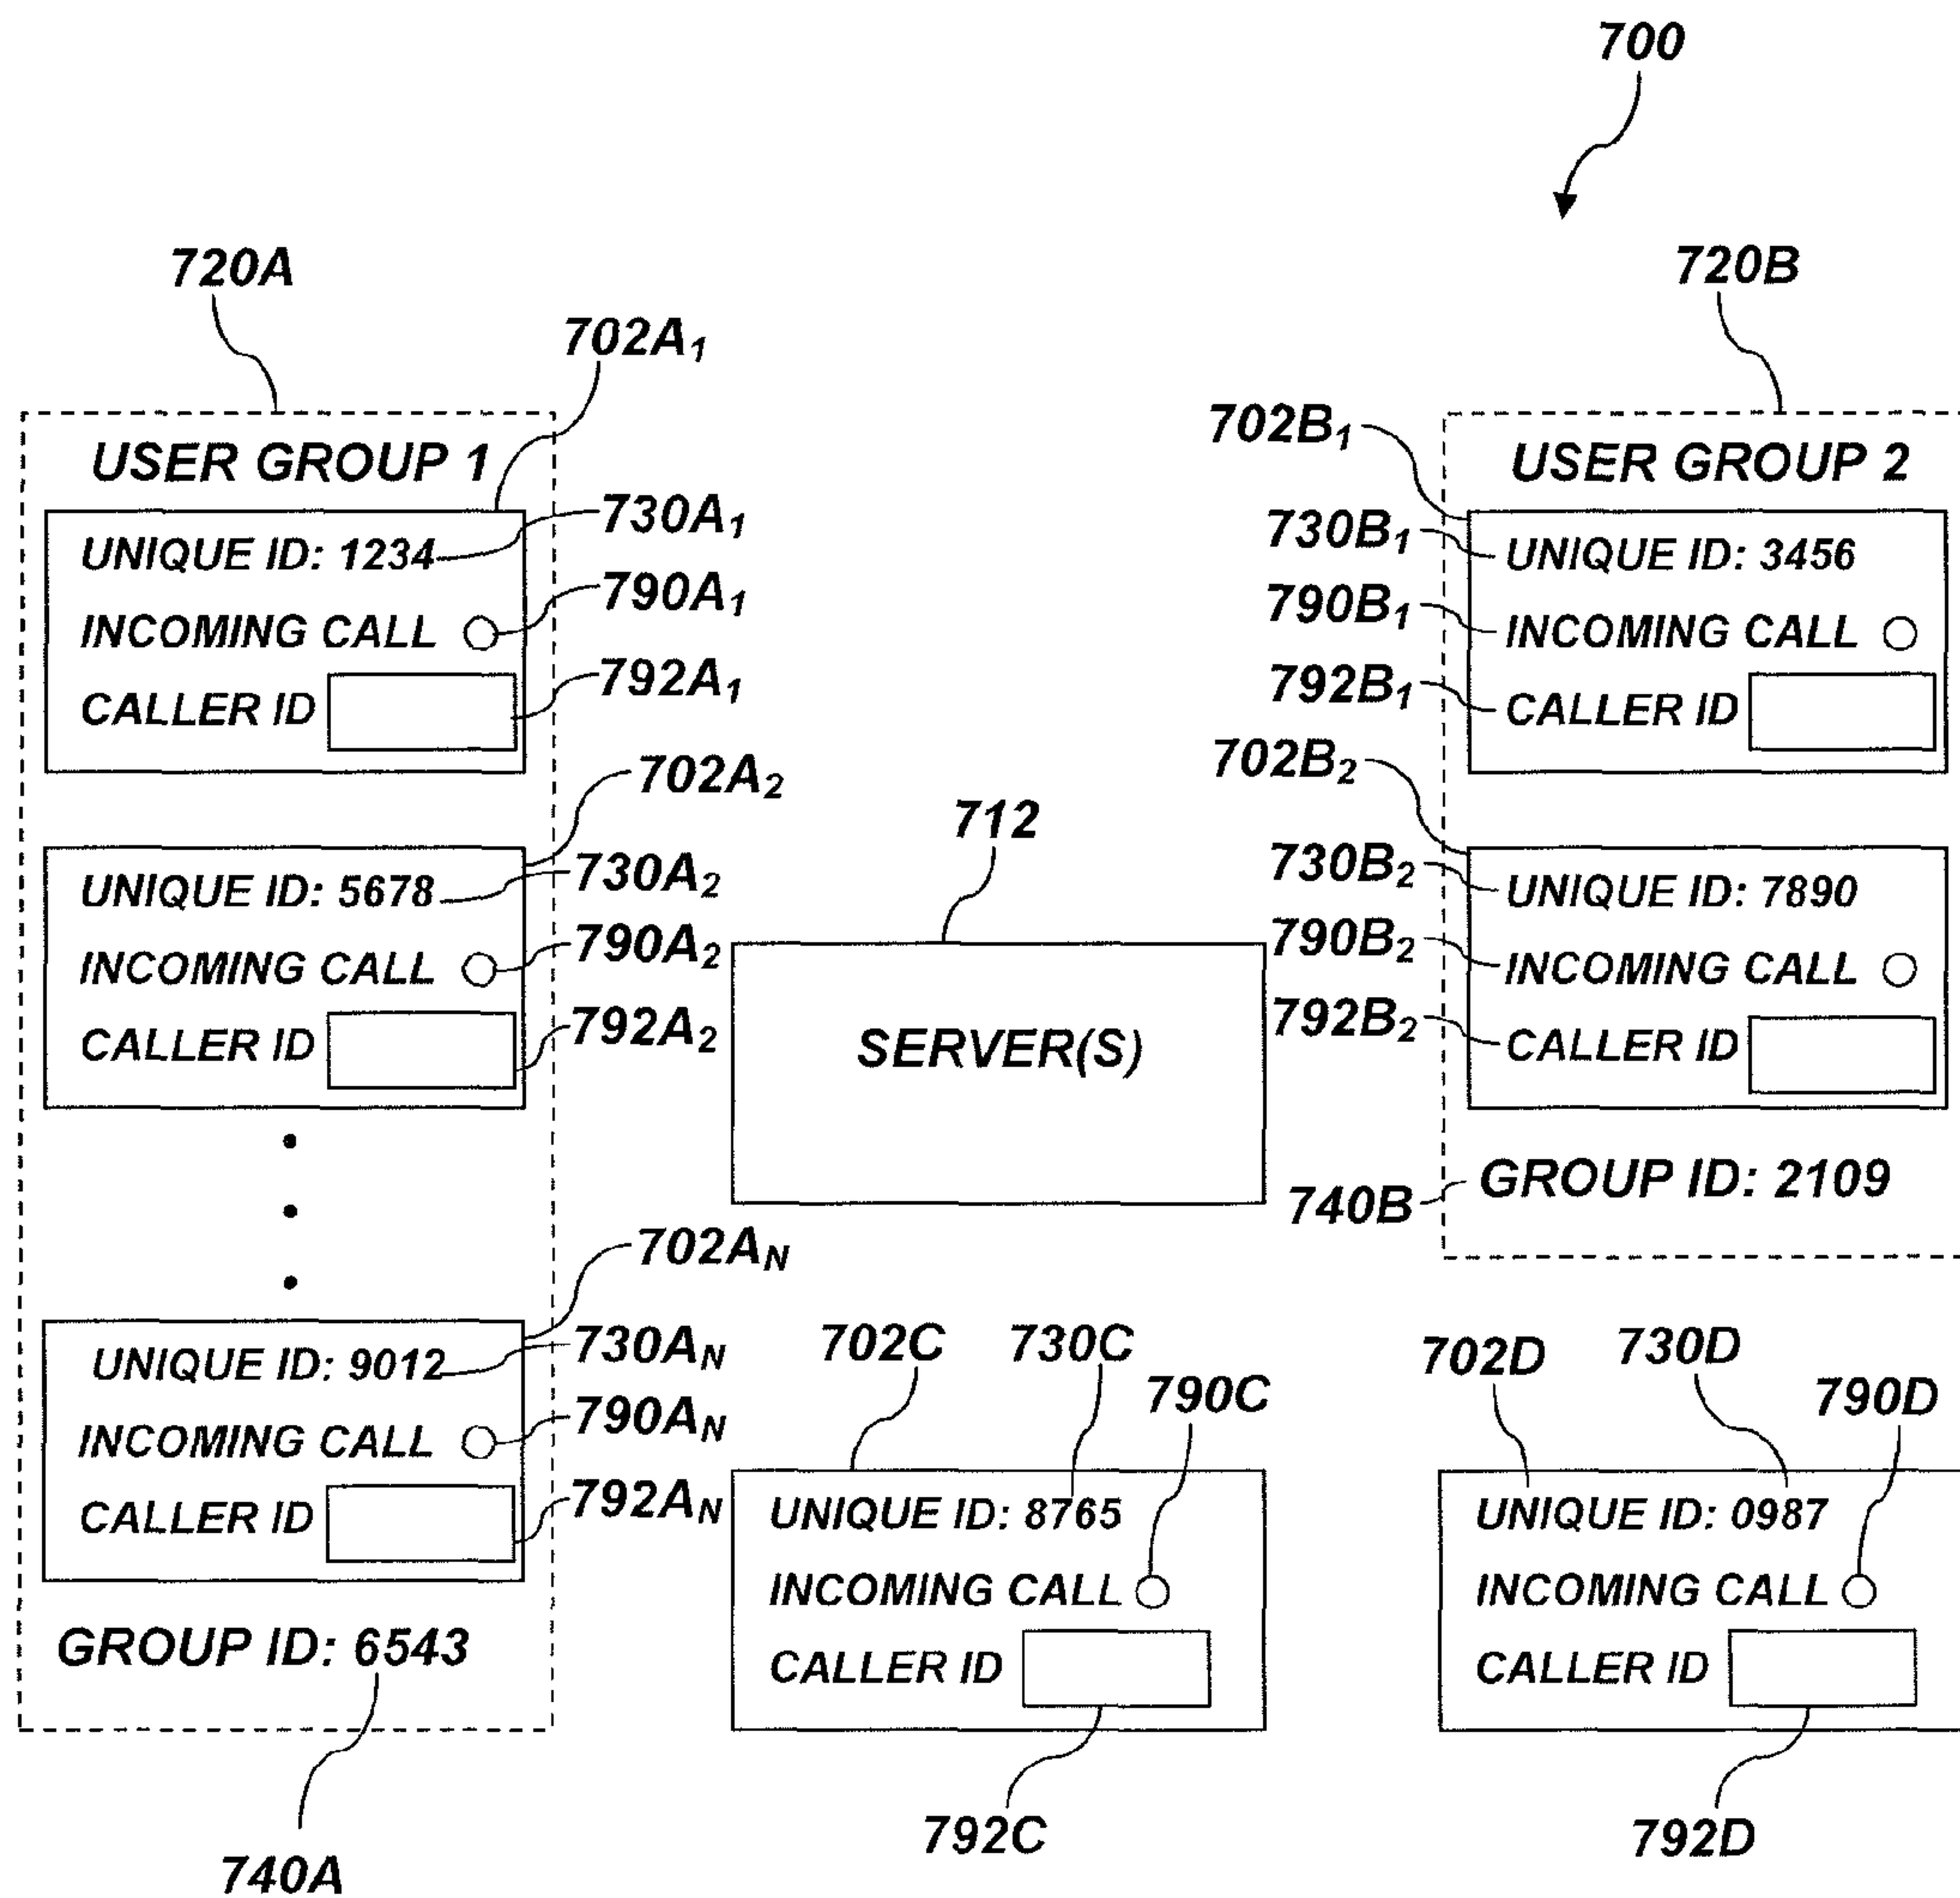 700
720A
702A1
USER GROUP 1
UNIQUE ID: 1234
730A1
INCOMING CALL
790A1
CALLER ID
792A1
702A2
UNIQUE ID: 5678
730A2
INCOMING CALL
790A2
CALLER ID
792A2
702AN
UNIQUE ID: 9012
730AN
INCOMING CALL
790AN
CALLER ID
792AN
GROUP ID: 6543
740A
712
SERVER(S)
720B
702B1
USER GROUP 2
730B1
UNIQUE ID: 3456
790B1
INCOMING CALL
792B1
CALLER ID
702B2
730B2
UNIQUE ID: 7890
790B2
INCOMING CALL
792B2
CALLER ID
740B
GROUP ID: 2109
702C
730C
790C
UNIQUE ID: 8765
INCOMING CALL
CALLER ID
792C
702D
730D
790D
UNIQUE ID: 0987
INCOMING CALL
CALLER ID
792D